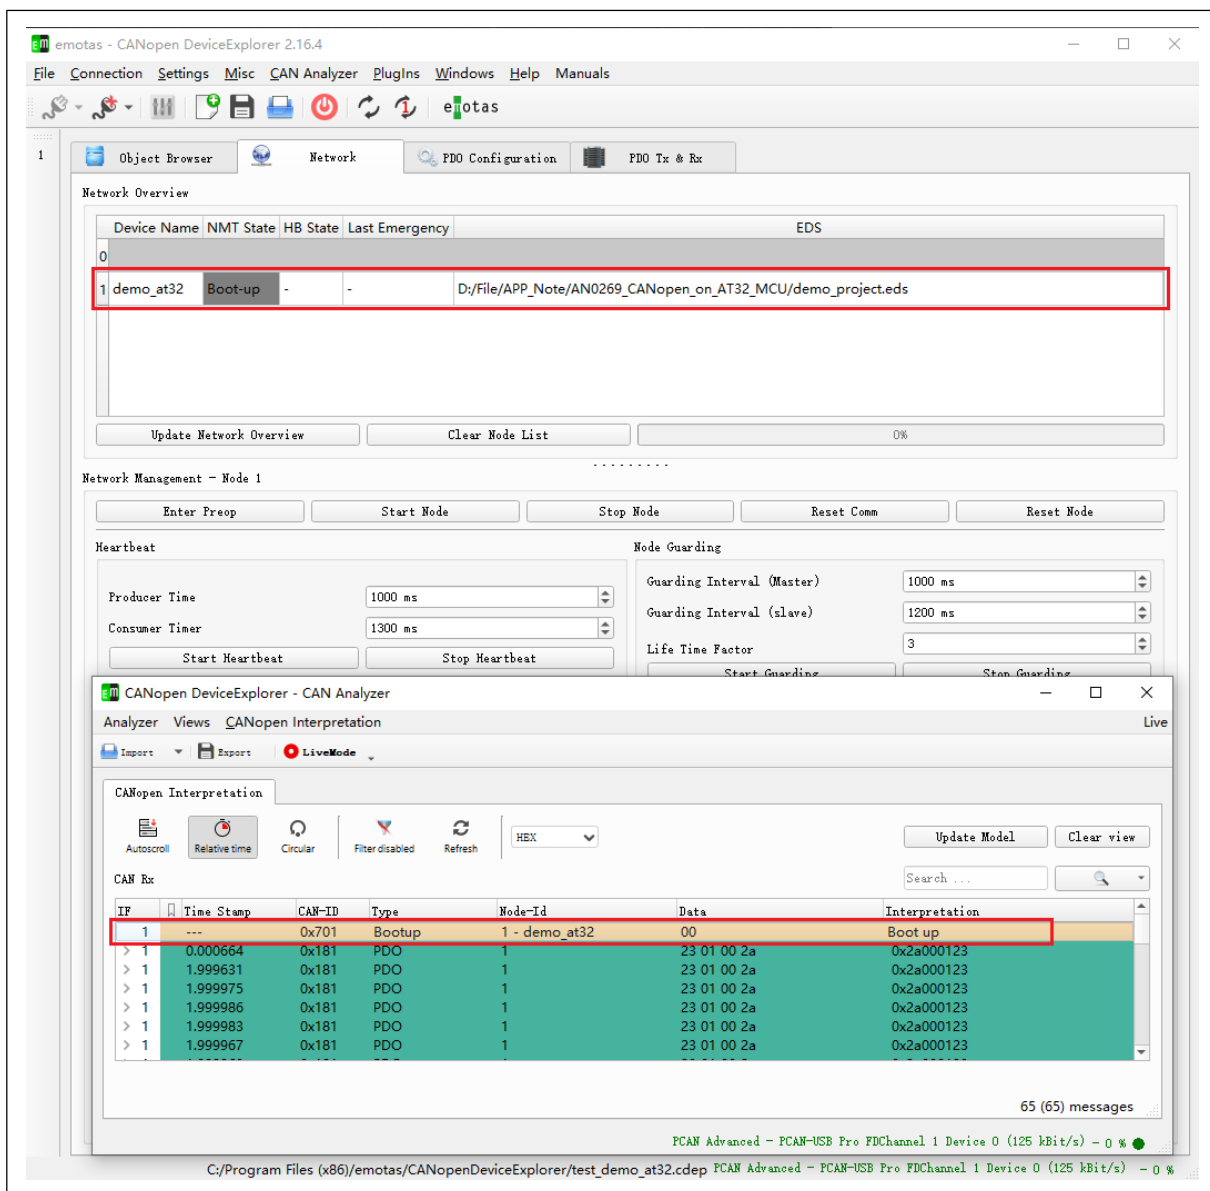 emotas - CANopen DeviceExplorer 2.16.4
File Connection Settings Misc CAN Analyzer PlugIns Windows Help Manuals
emotas
1
Object Browser Network PDO Configuration PDO Tx & Rx
Network Overview
Device Name NMT State HB State Last Emergency EDS
0
1 demo_at32 Boot-up - - D:/File/APP_Note/AN0269_CANopen_on_AT32_MCU/demo_project.eds
Update Network Overview Clear Node List 0%
Network Management - Node 1
Enter Preop Start Node Stop Node Reset Comm Reset Node
Heartbeat Node Guarding
Guarding Interval (Master) 1000 ms
Producer Time 1000 ms
Guarding Interval (slave) 1200 ms
Consumer Timer 1300 ms
Life Time Factor 3
Start Heartbeat Stop Heartbeat
Start Guarding Stop Guarding
CANopen DeviceExplorer - CAN Analyzer
Analyzer Views CANopen Interpretation Live
Import Export LiveMode
CANopen Interpretation
Autoscroll Relative time Circular Filter disabled Refresh HEX Update Model Clear view
CAN Rx Search ...
IF Time Stamp CAN-ID Type Node-Id Data Interpretation
1 --- 0x701 Bootup 1 - demo_at32 00 Boot up
> 1 0.000664 0x181 PDO 1 23 01 00 2a 0x2a000123
> 1 1.999631 0x181 PDO 1 23 01 00 2a 0x2a000123
> 1 1.999975 0x181 PDO 1 23 01 00 2a 0x2a000123
> 1 1.999986 0x181 PDO 1 23 01 00 2a 0x2a000123
> 1 1.999983 0x181 PDO 1 23 01 00 2a 0x2a000123
> 1 1.999967 0x181 PDO 1 23 01 00 2a 0x2a000123
65 (65) messages
PCAN Advanced - PCAN-USB Pro FDChannel 1 Device 0 (125 kBit/s) - 0 %
C:/Program Files (x86)/emotas/CANopenDeviceExplorer/test_demo_at32.cdep PCAN Advanced - PCAN-USB Pro FDChannel 1 Device 0 (125 kBit/s) - 0 %